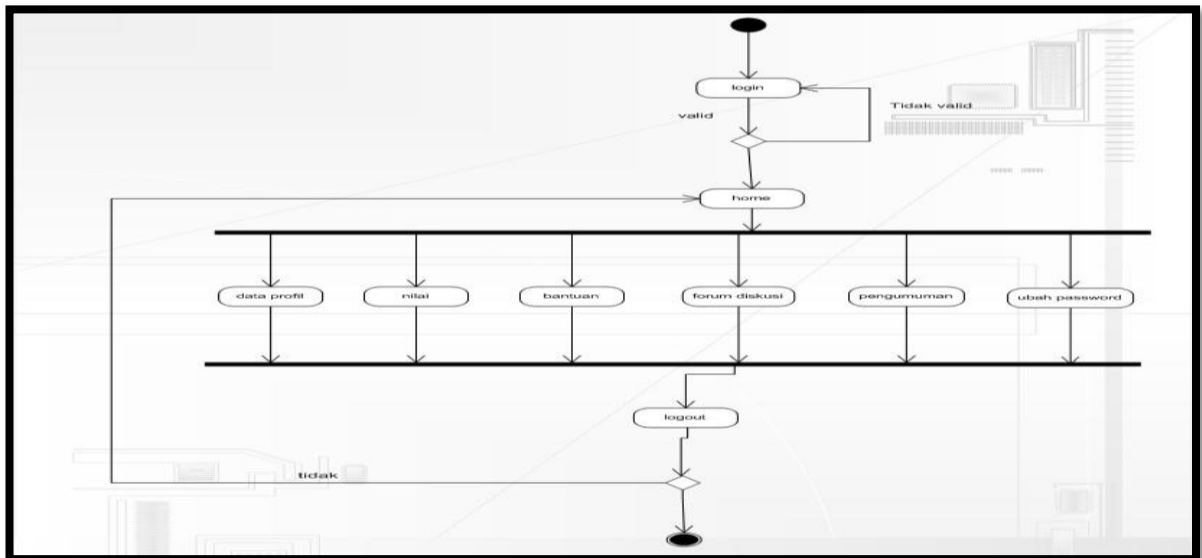 login
valid
Tidak valid
home
data profil
nilai
bantuan
forum diskusi
pengumuman
ubah password
logout
tidak